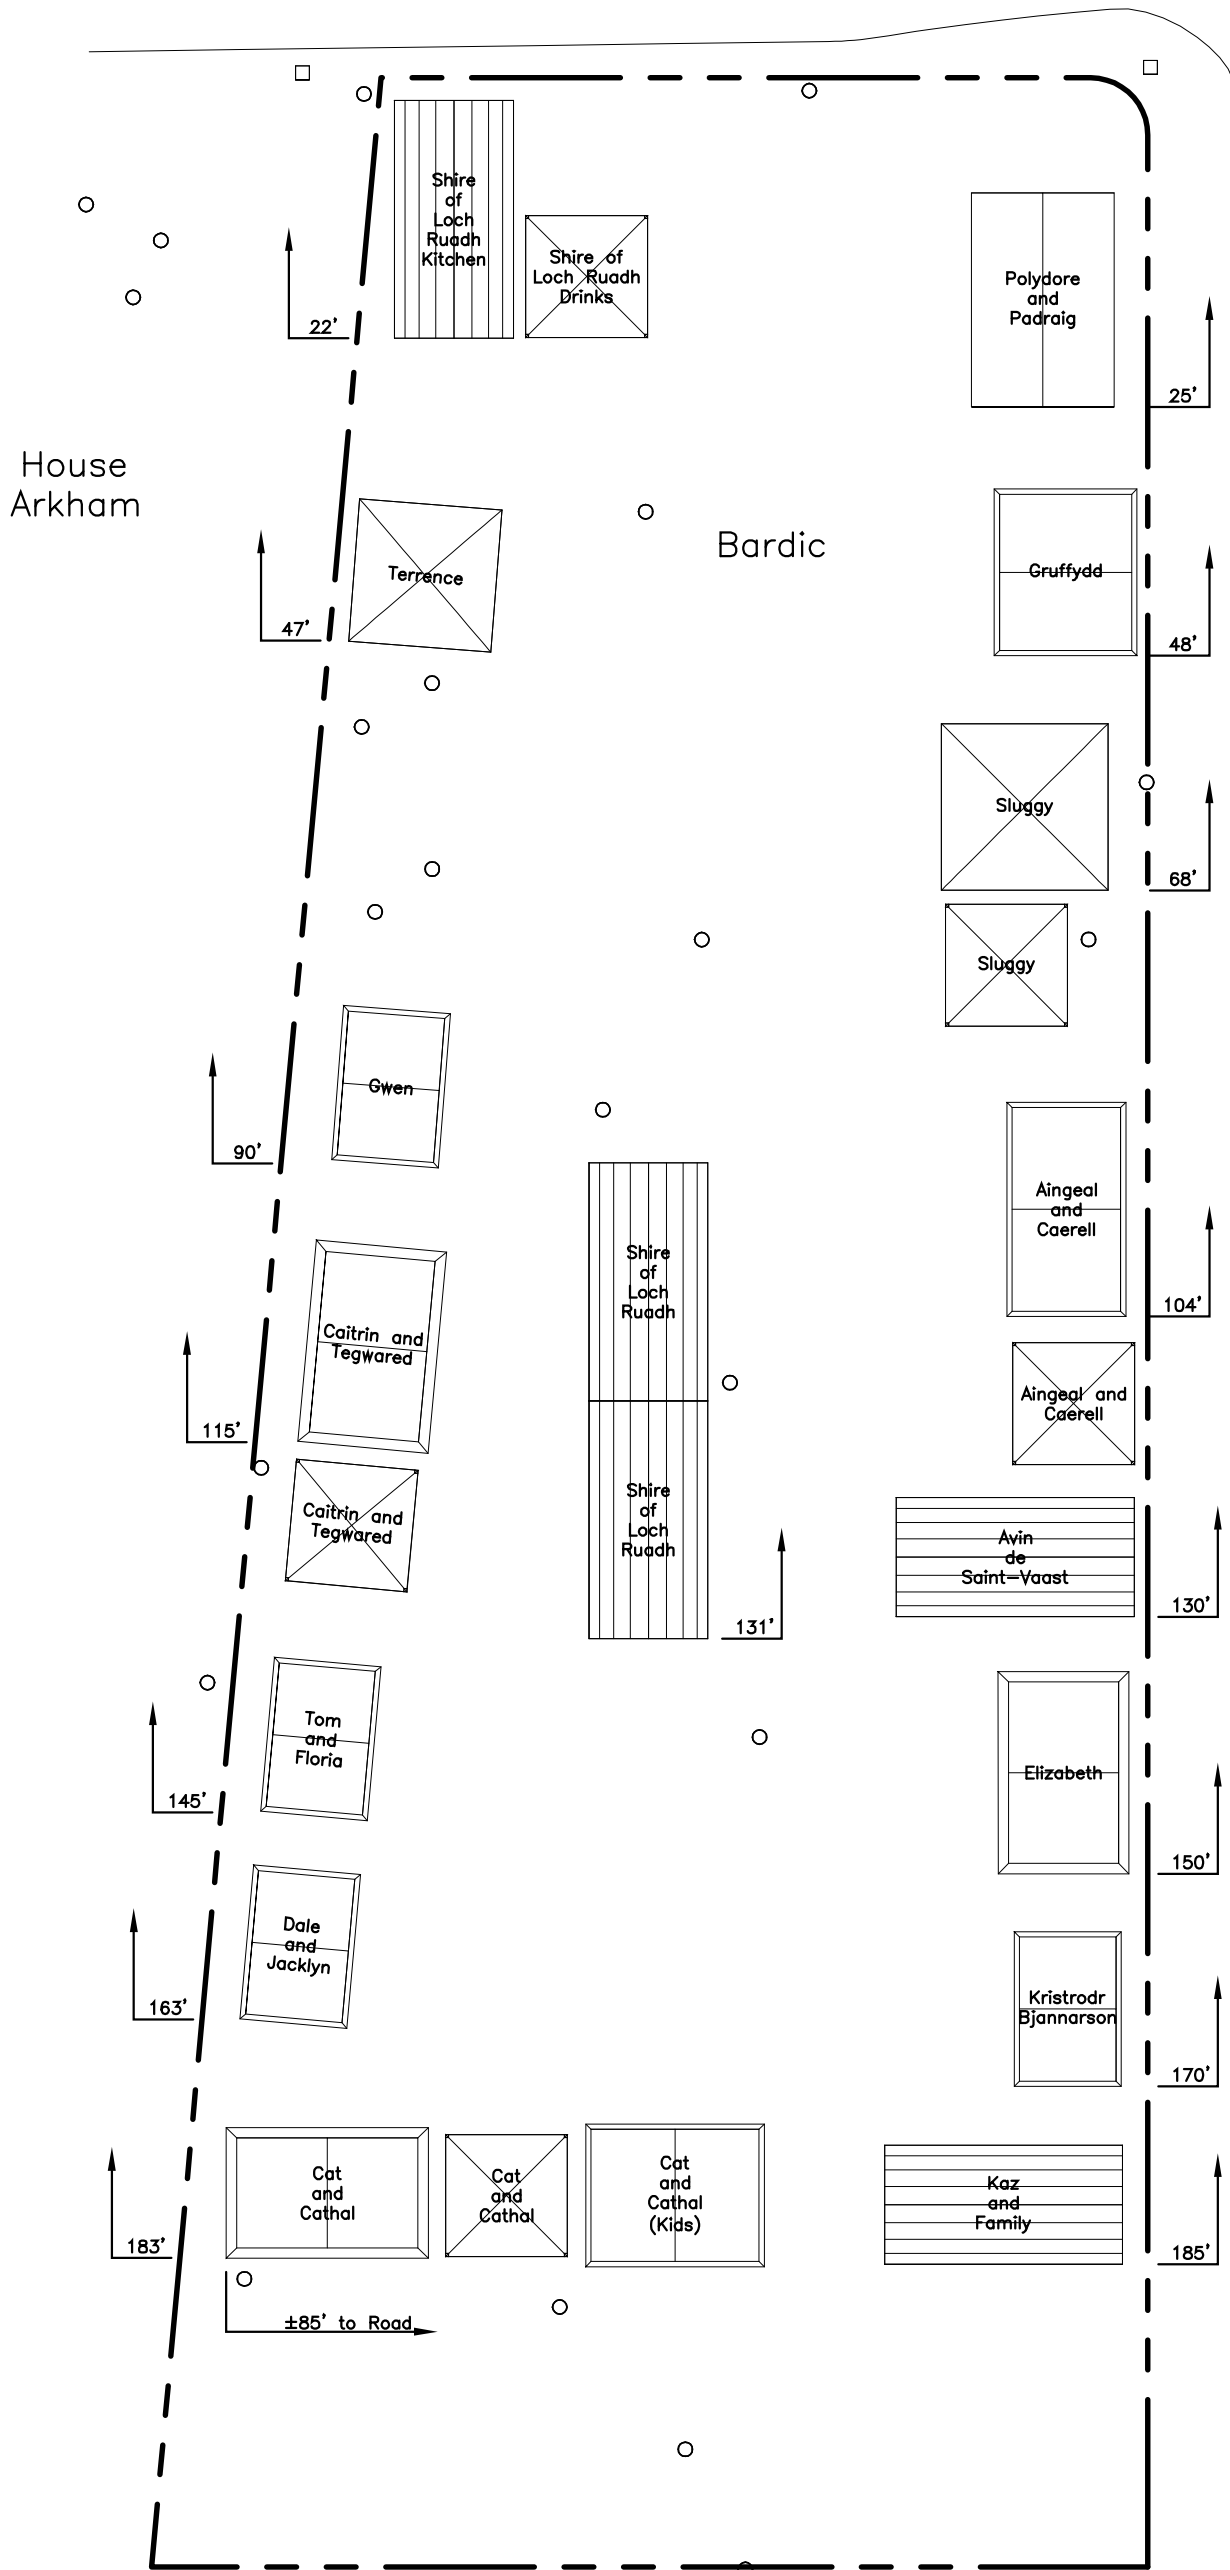 Shire
of
Loch
Ruadh
Kitchen
Shire of
Loch Ruadh
Drinks
Polydore
and
Padraig
22'
25'
House
Arkham
Bardic
Terrence
Gruffydd
47'
48'
Sluggy
68'
Sluggy
Gwen
90'
Aingeal
and
Caerell
104'
Shire
of
Loch
Ruadh
Caitrin and
Tegwared
115'
Aingeal and
Caerell
Caitrin and
Tegwared
Shire
of
Loch
Ruadh
Avin
de
Saint-Vaast
130'
131'
Tom
and
Floria
145'
Elizabeth
150'
Dale
and
Jacklyn
163'
Kristrodr
Bjannarson
170'
Cat
and
Cathal
Cat
and
Cathal
Cat
and
Cathal
(Kids)
Kaz
and
Family
183'
185'
±85' to Road